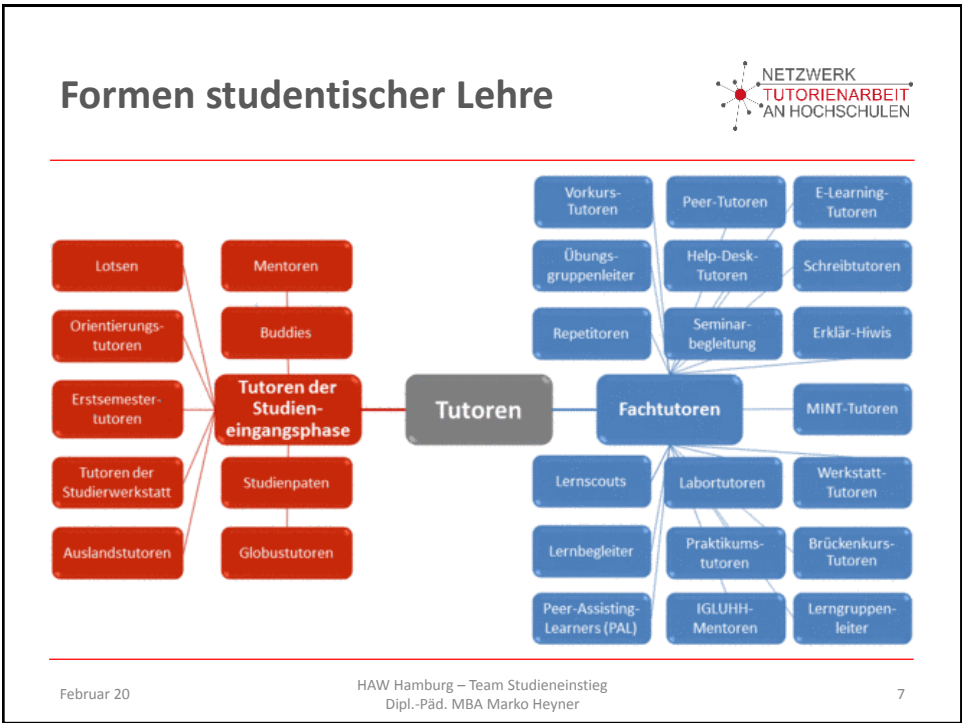 Formen studentischer Lehre
NETZWERK
TUTORIENARBEIT
AN HOCHSCHULEN
Lotsen
Mentoren
Orientierungs-
tutoren
Buddies
Erstsemester-
tutoren
Tutoren der
Studien-
eingangsphase
Tutoren der
Studierwerkstatt
Studienpaten
Auslandstutoren
Globustutoren
Tutoren
Fachtutoren
Vorkurs-
Tutoren
Peer-Tutoren
E-Learning-
Tutoren
Übungs-
gruppenleiter
Help-Desk-
Tutoren
Schreibtutoren
Repetitoren
Seminar-
begleitung
Erklär-Hiwis
MINT-Tutoren
Lernscouts
Labortutoren
Werkstatt-
Tutoren
Lernbegleiter
Praktikums-
tutoren
Brückenkurs-
Tutoren
Peer-Assisting-
Learners (PAL)
IGLUHH-
Mentoren
Lerngruppen-
leiter
Februar 20
HAW Hamburg – Team Studieneinstieg
Dipl.-Päd. MBA Marko Heyner
7